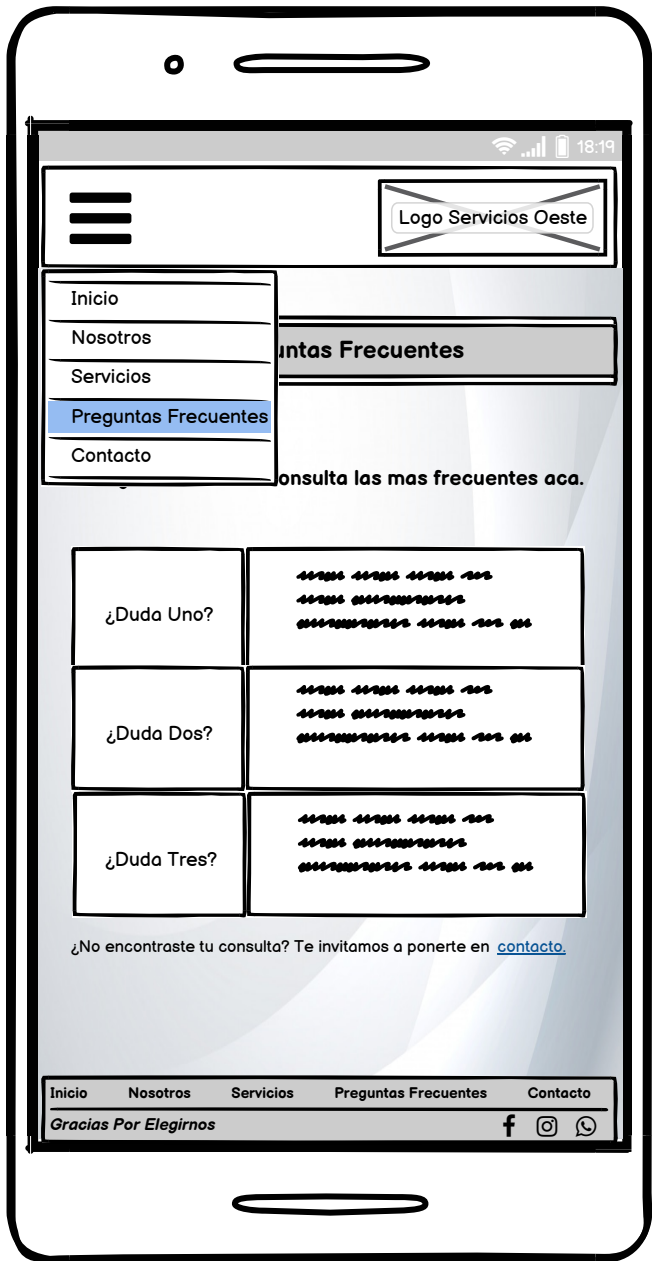 18:19
Logo Servicios Oeste
Inicio
Nosotros
Servicios
Preguntas Frecuentes
Contacto
Frecuentes
las mas frecuentes aca.
¿Duda Uno?
¿Duda Dos?
¿Duda Tres?
¿No encontraste tu consulta? Te invitamos a ponerte en contacto.
Inicio Nosotros Servicios Preguntas Frecuentes Contacto
Gracias Por Elegirnos